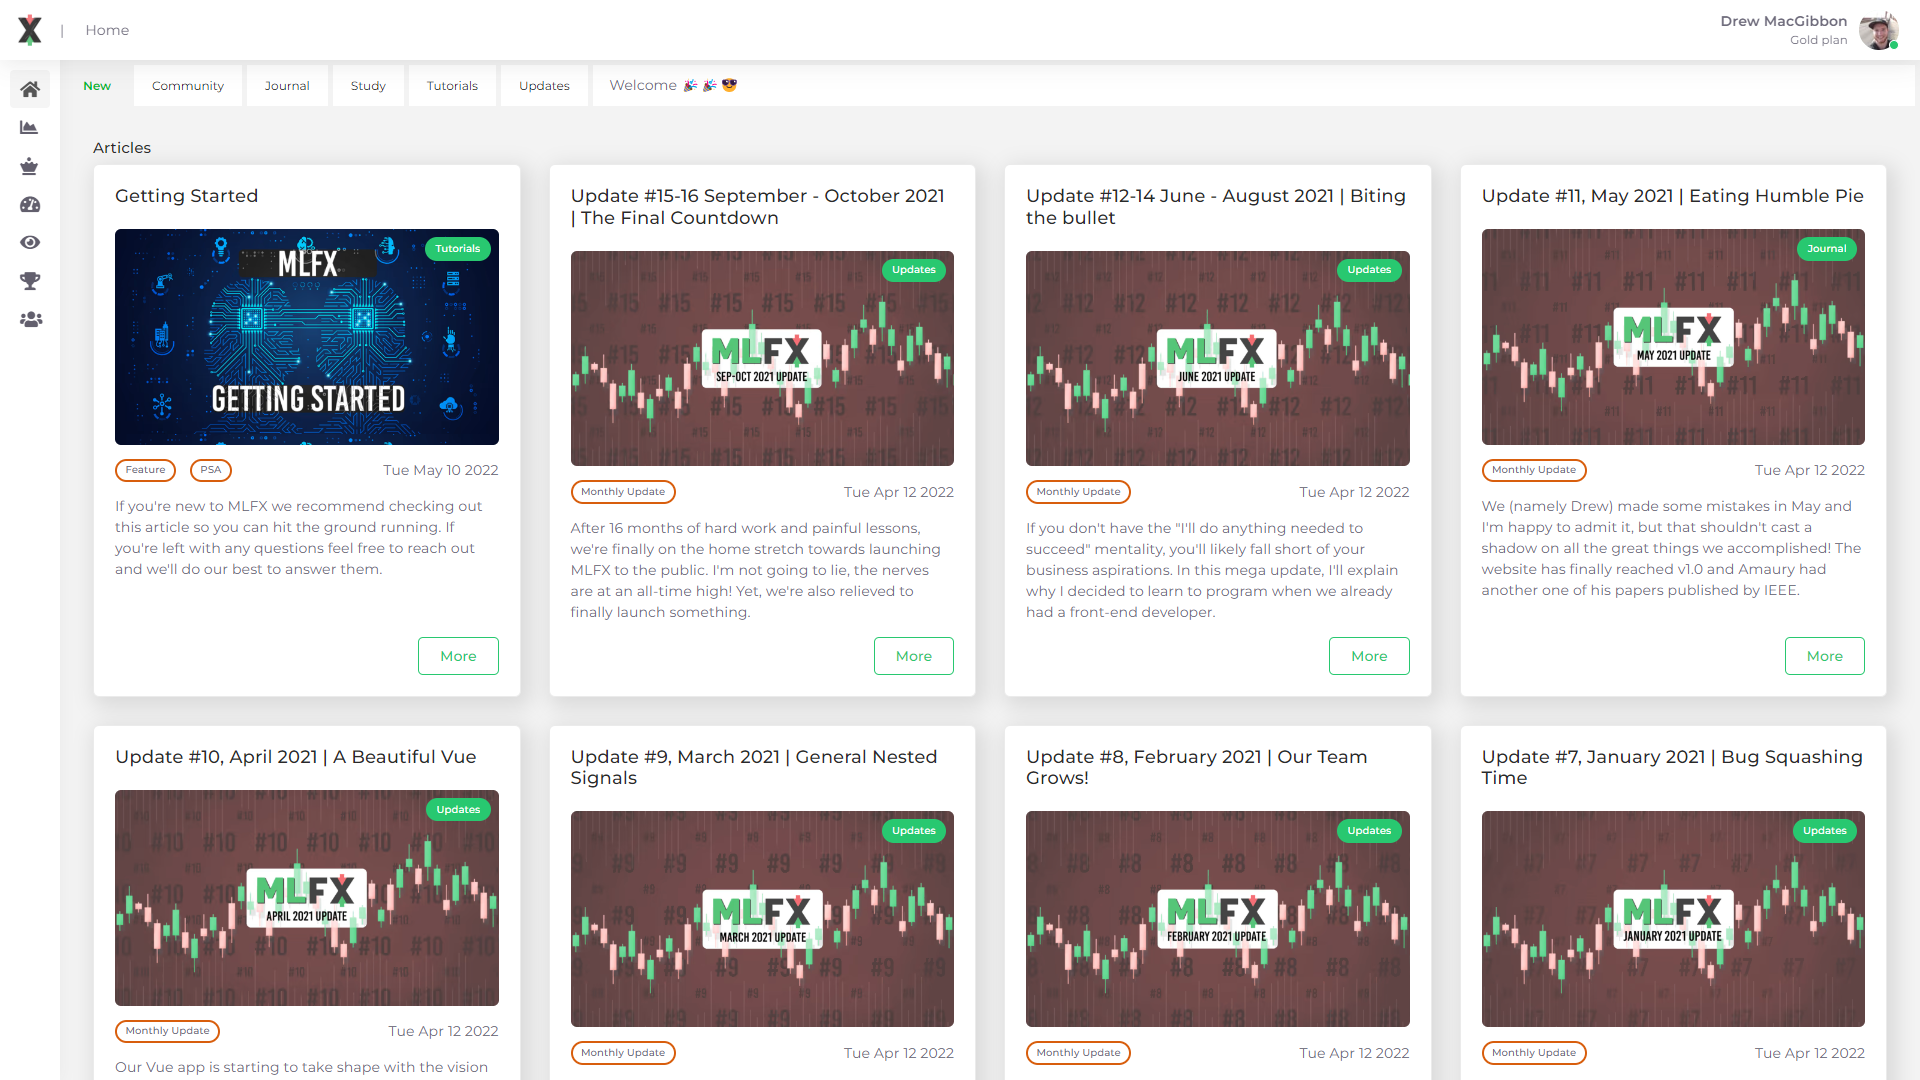 X | Home
Drew MacGibbon
Gold plan
New
Community
Journal
Study
Tutorials
Updates
Welcome 🎉 🎉 😎
Articles
Getting Started
Tutorials
MLFX
GETTING STARTED
Feature
PSA
Tue May 10 2022
If you're new to MLFX we recommend checking out
this article so you can hit the ground running. If
you're left with any questions feel free to reach out
and we'll do our best to answer them.
More
Update #15-16 September - October 2021
| The Final Countdown
Updates
#15
MLFX
SEP-OCT 2021 UPDATE
Monthly Update
Tue Apr 12 2022
After 16 months of hard work and painful lessons,
we're finally on the home stretch towards launching
MLFX to the public. I'm not going to lie, the nerves
are at an all-time high! Yet, we're also relieved to
finally launch something.
More
Update #12-14 June - August 2021 | Biting
the bullet
Updates
#12
MLFX
JUNE 2021 UPDATE
Monthly Update
Tue Apr 12 2022
If you don't have the "I'll do anything needed to
succeed" mentality, you'll likely fall short of your
business aspirations. In this mega update, I'll explain
why I decided to learn to program when we already
had a front-end developer.
More
Update #11, May 2021 | Eating Humble Pie
Journal
#11
MLFX
MAY 2021 UPDATE
Monthly Update
Tue Apr 12 2022
We (namely Drew) made some mistakes in May and
I'm happy to admit it, but that shouldn't cast a
shadow on all the great things we accomplished! The
website has finally reached v1.0 and Amaury had
another one of his papers published by IEEE.
More
Update #10, April 2021 | A Beautiful Vue
Updates
#10
MLFX
APRIL 2021 UPDATE
Monthly Update
Tue Apr 12 2022
Our Vue app is starting to take shape with the vision
Update #9, March 2021 | General Nested
Signals
Updates
#9
MLFX
MARCH 2021 UPDATE
Monthly Update
Tue Apr 12 2022
Update #8, February 2021 | Our Team
Grows!
Updates
#8
MLFX
FEBRUARY 2021 UPDATE
Monthly Update
Tue Apr 12 2022
Update #7, January 2021 | Bug Squashing
Time
Updates
#7
MLFX
JANUARY 2021 UPDATE
Monthly Update
Tue Apr 12 2022